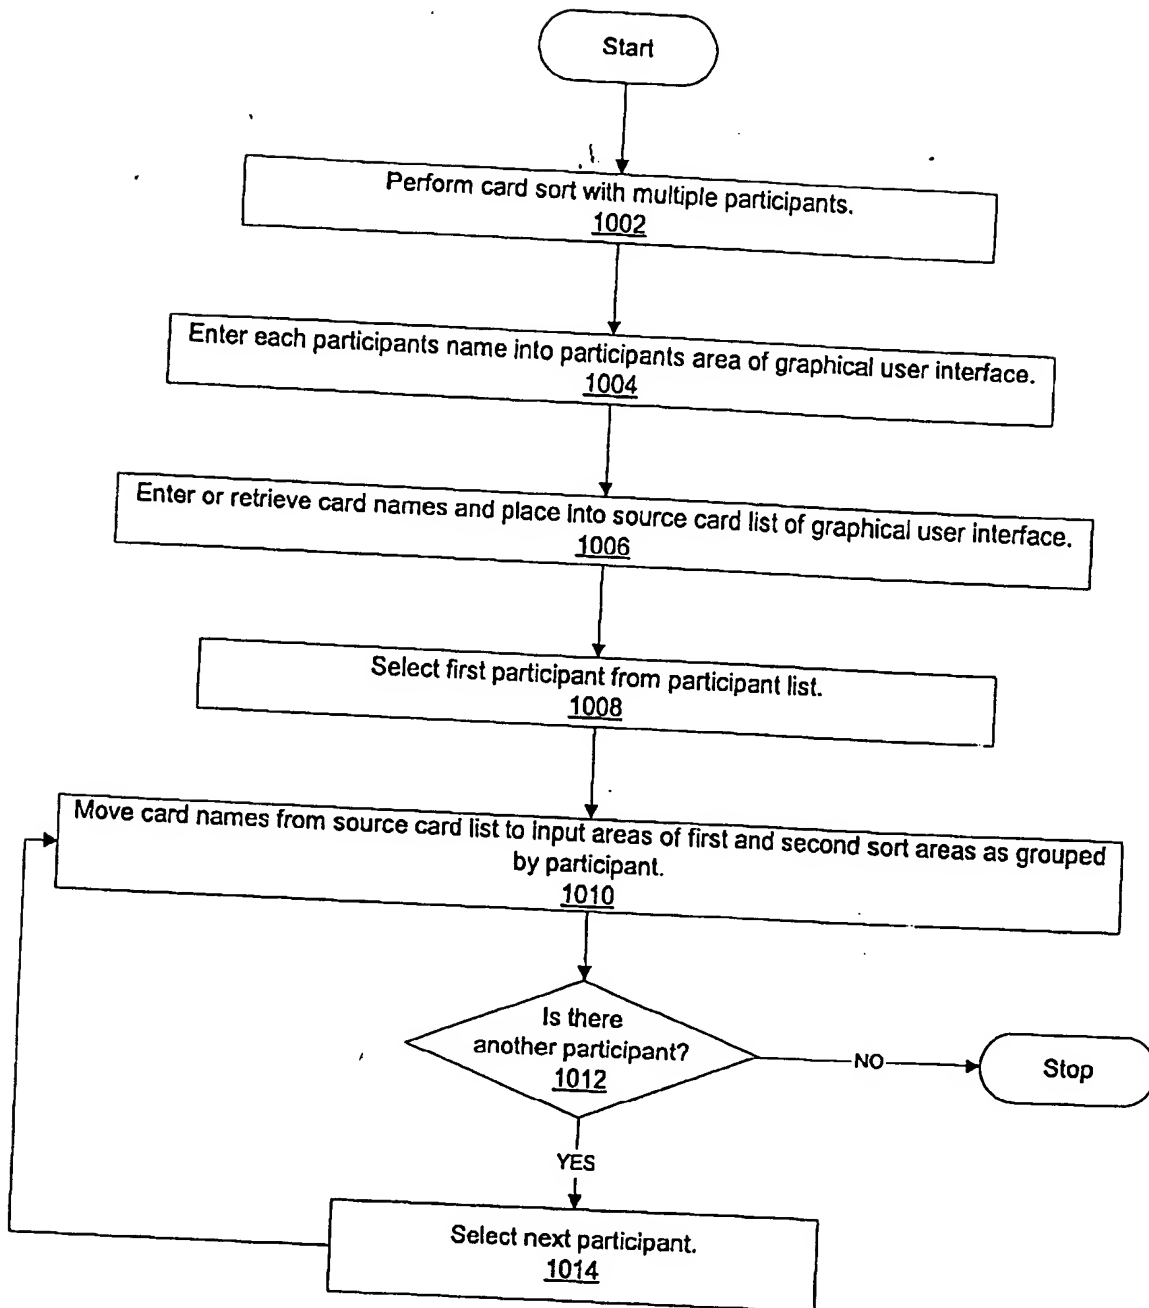 Start
Perform card sort with multiple participants.
1002
Enter each participants name into participants area of graphical user interface.
1004
Enter or retrieve card names and place into source card list of graphical user interface.
1006
Select first participant from participant list.
1008
Move card names from source card list to input areas of first and second sort areas as grouped
by participant.
1010
Is there
another participant?
1012
NO
Stop
YES
Select next participant.
1014